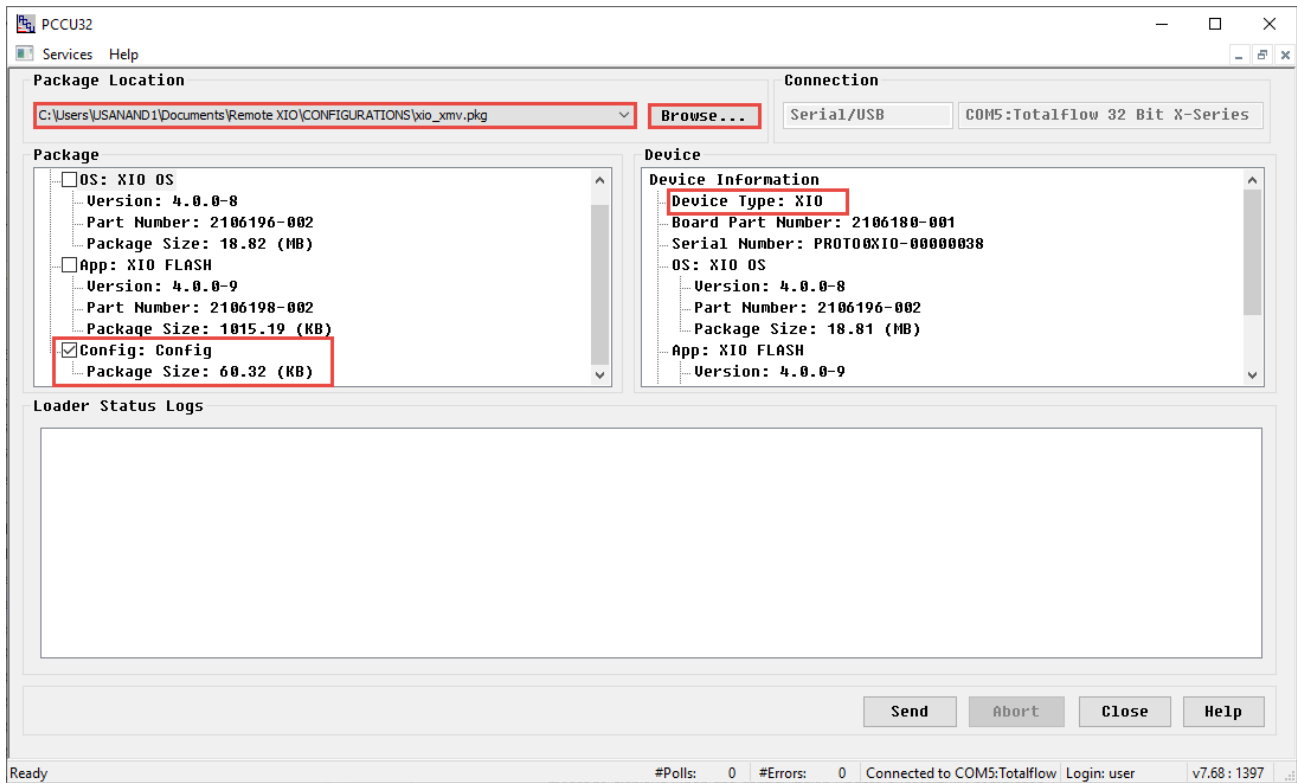 PCCU32
Services Help
Package Location
C:\Users\USANAND1\Documents\Remote XIO\CONFIGURATIONS\xio_xmv.pkg
Browse...
Connection
Serial/USB
COM5:Totalflow 32 Bit X-Series
Package
OS: XIO OS
Version: 4.0.0-8
Part Number: 2106196-002
Package Size: 18.82 (MB)
App: XIO FLASH
Version: 4.0.0-9
Part Number: 2106198-002
Package Size: 1015.19 (KB)
Config: Config
Package Size: 60.32 (KB)
Device
Device Information
Device Type: XIO
Board Part Number: 2106180-001
Serial Number: PROTO0XIO-00000038
OS: XIO OS
Version: 4.0.0-8
Part Number: 2106196-002
Package Size: 18.81 (MB)
App: XIO FLASH
Version: 4.0.0-9
Loader Status Logs
Send
Abort
Close
Help
Ready
#Polls: 0
#Errors: 0
Connected to COM5:Totalflow
Login: user
v7.68 : 1397